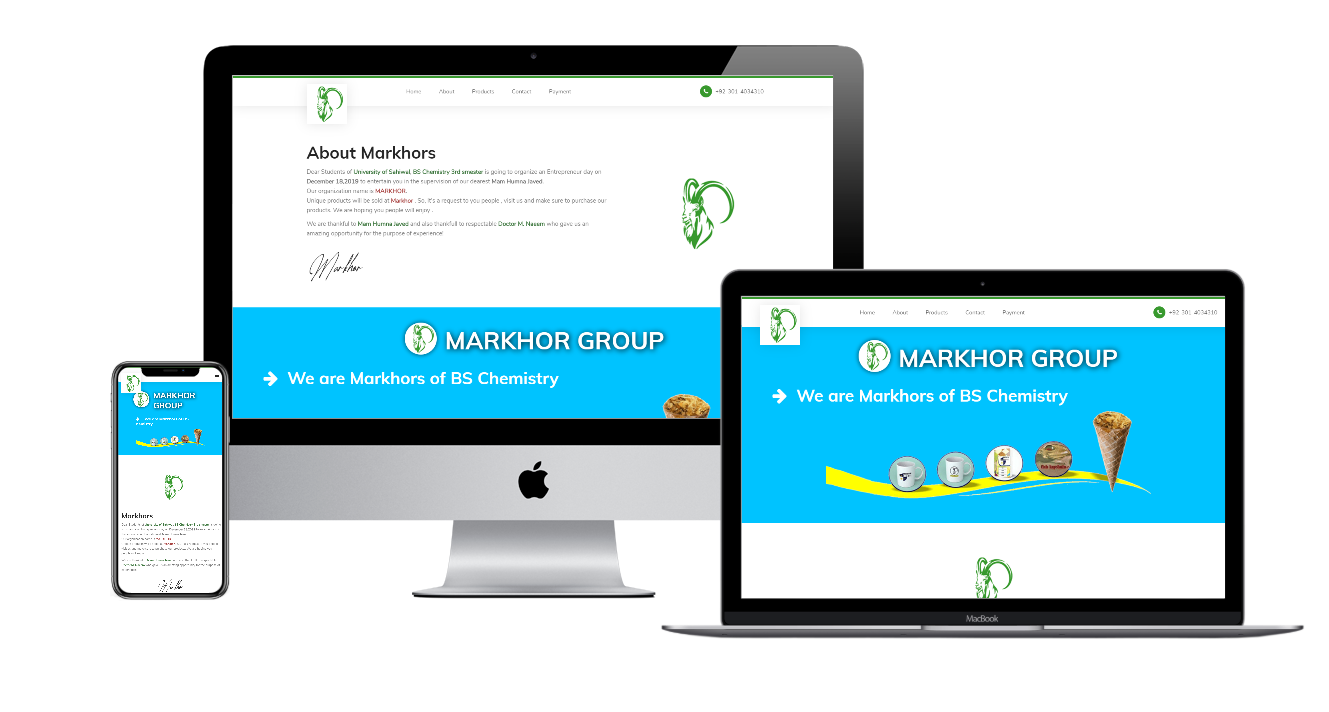 Home About Products Contact Payment +92 301 4034310
About Markhors
Dear Students of University of Sahiwal, BS Chemistry 3rd smester is going to organize an Entrepreneur day on
December 18,2019 to entertain you in the supervision of our dearest Mam Humna Javed.
Our organization name is MARKHOR.
Unique products will be sold at Markhor . So, It's a request to you people , visit us and make sure to purchase our
products. We are hoping you people will enjoy .
We are thankful to Mam Humna Javed and also thankfull to respectable Doctor M. Naeem who gave us an
amazing opportunity for the purpose of experience!
Markhor
MARKHOR GROUP
We are Markhors of BS Chemistry
Home About Products Contact Payment +92 301 4034310
MARKHOR GROUP
We are Markhors of BS Chemistry
MacBook
MARKHOR
GROUP
Markhors
Markhor